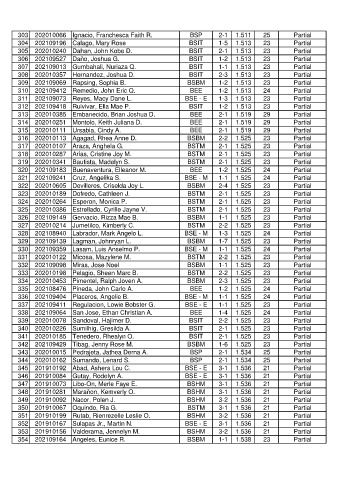 303 202010066 Ignacio, Franchesca Faith R. BSP 2-1 1.511 25 Partial
304 202109196 Calago, Mary Rose BSIT 1-5 1.513 23 Partial
305 202010240 Dahan, John Kobe D. BSIT 2-1 1.513 23 Partial
306 202109527 Daño, Joshua G. BSIT 1-2 1.513 23 Partial
307 202109013 Gumbahali, Nuriaza Q. BSIT 1-1 1.513 23 Partial
308 202010357 Hernandez, Joshua D. BSIT 2-3 1.513 23 Partial
309 202109069 Rapsing, Sophia B. BSBM 1-2 1.513 23 Partial
310 202109412 Remedio, John Eric Q. BEE 1-2 1.513 24 Partial
311 202109073 Reyes, Macy Dane L. BSE - E 1-3 1.513 23 Partial
312 202109418 Ruivivar, Ella Mae P. BSIT 1-2 1.513 23 Partial
313 202010385 Embanecido, Brian Joshua D. BEE 2-1 1.519 29 Partial
314 202010251 Montolo, Keith Juliana D. BEE 2-1 1.519 29 Partial
315 202010111 Ursabia, Cindy A. BEE 2-1 1.519 29 Partial
316 202010113 Agagad, Rhea Anne D. BSBM 2-2 1.525 23 Partial
317 202010107 Araza, Anghela G. BSTM 2-1 1.525 23 Partial
318 202010287 Arias, Cristine Joy M. BSTM 2-1 1.525 23 Partial
319 202010341 Bautista, Madelyn S. BSTM 2-1 1.525 23 Partial
320 202109183 Buenaventura, Elleanor M. BEE 1-2 1.525 24 Partial
321 202109241 Cruz, Angelika S. BSE - M 1-1 1.525 24 Partial
322 202010605 Devilleres, Criselda Joy L. BSBM 2-4 1.525 23 Partial
323 202010189 Dofredo, Cathleen J. BSTM 2-1 1.525 23 Partial
324 202010264 Esperon, Monica P. BSTM 2-1 1.525 23 Partial
325 202010386 Estrellado, Cyrille Jayne V. BSTM 2-1 1.525 23 Partial
326 202109149 Gervacio, Rizza Mae B. BSBM 1-1 1.525 23 Partial
327 202010214 Jumetilco, Kimberly C. BSTM 2-2 1.525 23 Partial
328 202108940 Labrador, Mark Angelo L. BSE - M 1-3 1.525 24 Partial
329 202109139 Lagman, Johnryan L. BSBM 1-7 1.525 23 Partial
330 202109359 Lasam, Luis Anselmo P. BSE - M 1-1 1.525 24 Partial
331 202010122 Micosa, Mayzlene M. BSTM 2-2 1.525 23 Partial
332 202109098 Miras, Jose Noel BSBM 1-1 1.525 23 Partial
333 202010198 Pelagio, Sheen Marc B. BSTM 2-2 1.525 23 Partial
334 202010453 Pimentel, Ralph Joven A. BSBM 2-3 1.525 23 Partial
335 202108476 Pineda, John Carlo A. BEE 1-2 1.525 24 Partial
336 202109404 Placeros, Angelio B. BSE - M 1-1 1.525 24 Partial
337 202109411 Regulacion, Lowie Bobster G. BSE - E 1-1 1.525 23 Partial
338 202109064 San Jose, Ethan Christian A. BEE 1-4 1.525 24 Partial
339 202010078 Sandoval, Hajimer D. BSIT 2-2 1.525 23 Partial
340 202010226 Sumilhig, Gresilda A. BSIT 2-1 1.525 23 Partial
341 202010185 Tenedero, Rhealyn O. BSIT 2-1 1.525 23 Partial
342 202109429 Tibag, Jenny Rose M. BSBM 1-6 1.525 23 Partial
343 202010015 Pedrajeta, Jathea Dorna A. BSP 2-1 1.534 25 Partial
344 202010162 Sumando, Lenard S. BSP 2-1 1.534 25 Partial
345 201910192 Abad, Ashera Lou C. BSE - E 3-1 1.536 21 Partial
346 201910084 Gutay, Rodelyn A. BSE - E 3-1 1.536 21 Partial
347 201910073 Libo-On, Merle Faye E. BSHM 3-1 1.536 21 Partial
348 201910281 Marañon, Kemverly O. BSHM 3-1 1.536 21 Partial
349 201910092 Nacor, Polen J. BSHM 3-2 1.536 21 Partial
350 201910067 Oquindo, Ria G. BSTM 3-1 1.536 21 Partial
351 201910199 Rutab, Rienrezelle Leslie O. BSHM 3-2 1.536 21 Partial
352 201910167 Sulapas Jr., Martin N. BSE - E 3-1 1.536 21 Partial
353 201910156 Valderama, Jennelyn M. BSHM 3-2 1.536 21 Partial
354 202109164 Angeles, Eunice R. BSBM 1-1 1.538 23 Partial